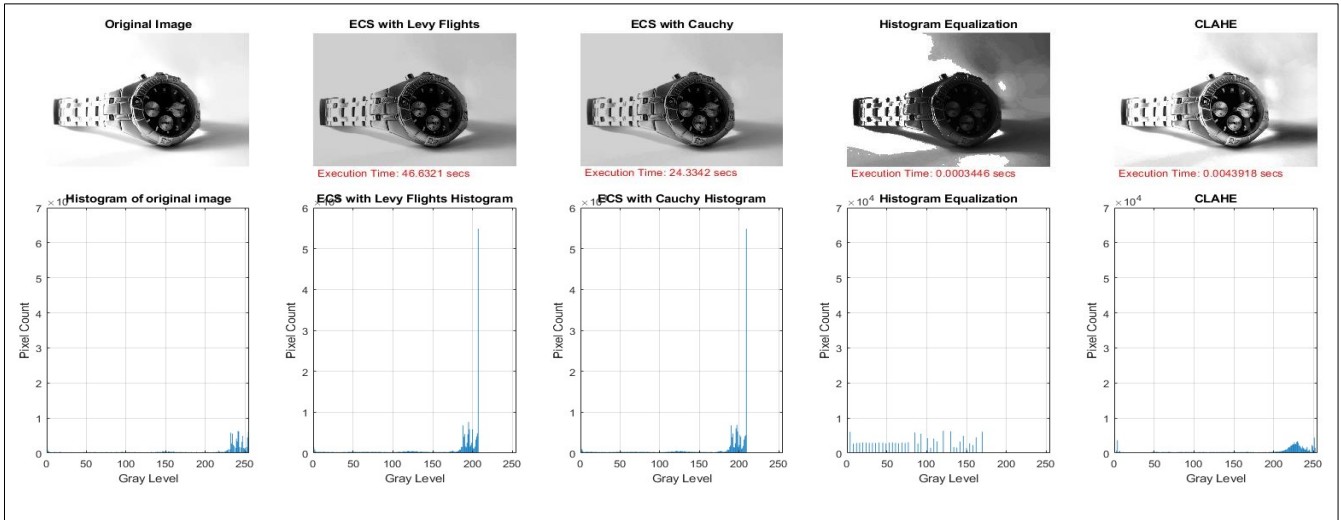 Original Image
ECS with Levy Flights
ECS with Cauchy
Histogram Equalization
CLAHE
Execution Time: 46.6321 secs
Execution Time: 24.3342 secs
Execution Time: 0.0003446 secs
Execution Time: 0.0043918 secs
Histogram of original image
7
6
5
4
3
2
1
0
0 50 100 150 200 250
Gray Level
Pixel Count
ECS with Levy Flights Histogram
6
5
4
3
2
1
0
0 50 100 150 200 250
Gray Level
Pixel Count
ECS with Cauchy Histogram
6
5
4
3
2
1
0
0 50 100 150 200 250
Gray Level
Pixel Count
Histogram Equalization
×10⁴
7
6
5
4
3
2
1
0
0 50 100 150 200 250
Gray Level
Pixel Count
CLAHE
×10⁴
7
6
5
4
3
2
1
0
0 50 100 150 200 250
Gray Level
Pixel Count